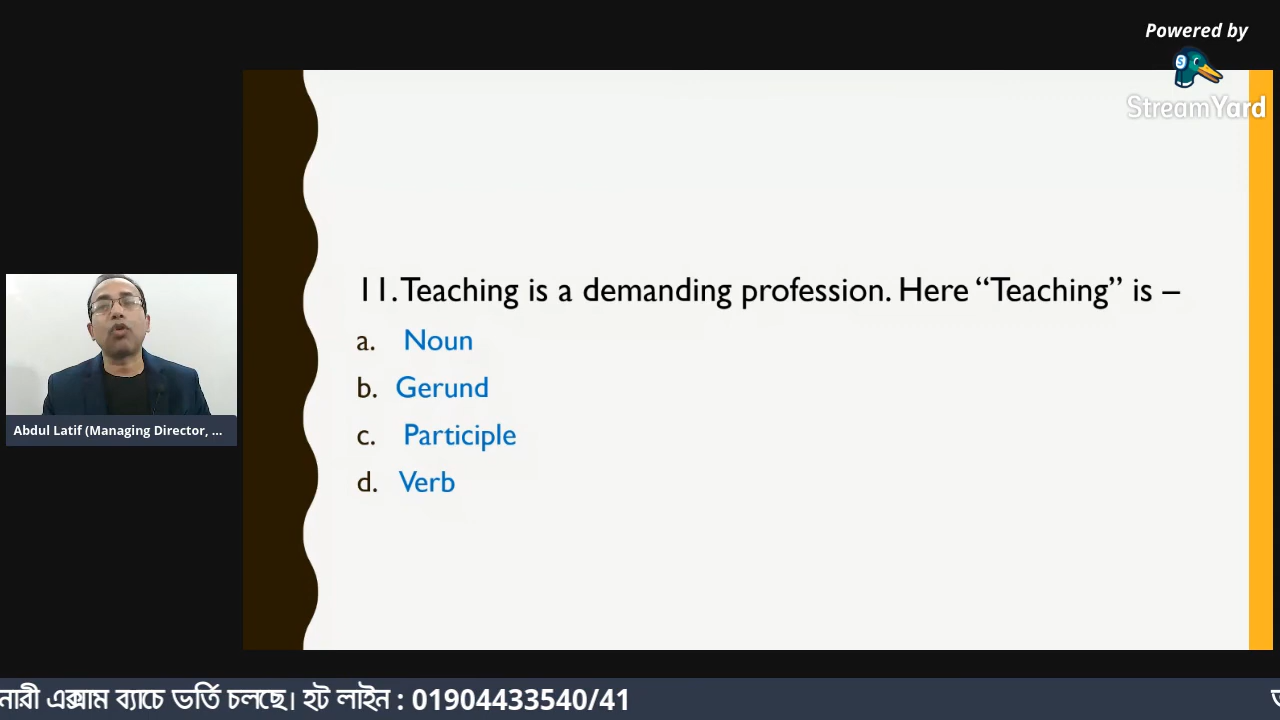 Powered by
StreamYard
11. Teaching is a demanding profession. Here “Teaching” is –
a. Noun
b. Gerund
c. Participle
d. Verb
Abdul Latif (Managing Director, ...
এক্সাম ব্যাচে ভর্তি চলছে। হট লাইন : 01904433540/41